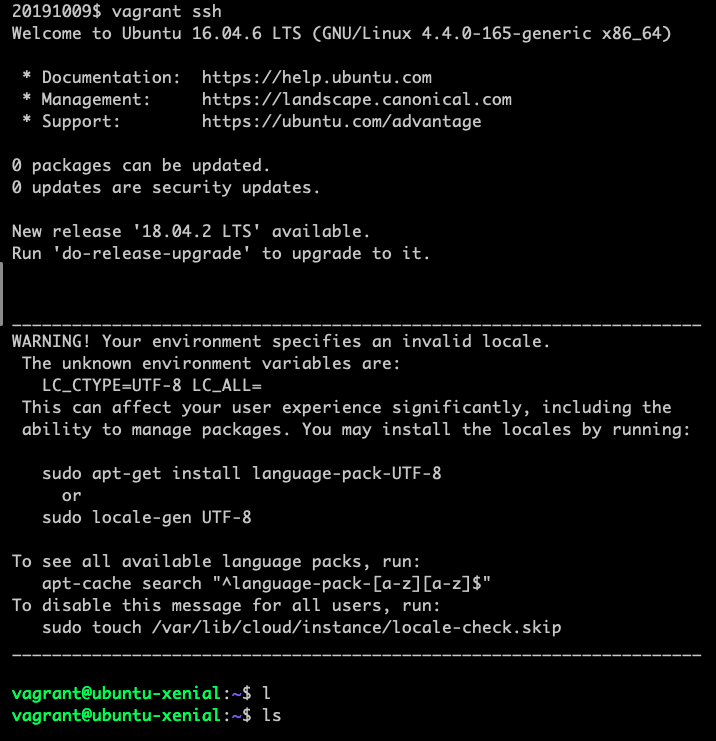 20191009$ vagrant ssh
Welcome to Ubuntu 16.04.6 LTS (GNU/Linux 4.4.0-165-generic x86_64)
* Documentation:  https://help.ubuntu.com
* Management:     https://landscape.canonical.com
* Support:        https://ubuntu.com/advantage
0 packages can be updated.
0 updates are security updates.
New release '18.04.2 LTS' available.
Run 'do-release-upgrade' to upgrade to it.
_____________________________________________________________________
WARNING! Your environment specifies an invalid locale.
The unknown environment variables are:
LC_CTYPE=UTF-8 LC_ALL=
This can affect your user experience significantly, including the
ability to manage packages. You may install the locales by running:
sudo apt-get install language-pack-UTF-8
or
sudo locale-gen UTF-8
To see all available language packs, run:
apt-cache search "^language-pack-[a-z][a-z]$"
To disable this message for all users, run:
sudo touch /var/lib/cloud/instance/locale-check.skip
_____________________________________________________________________
vagrant@ubuntu-xenial:~$ l
vagrant@ubuntu-xenial:~$ ls